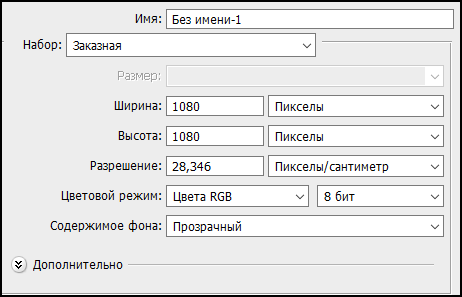 Имя: Без имени-1
Набор: Заказная
Размер:
Ширина: 1080 Пикселы
Высота: 1080 Пикселы
Разрешение: 28,346 Пикселы/сантиметр
Цветовой режим: Цвета RGB 8 бит
Содержимое фона: Прозрачный
Дополнительно